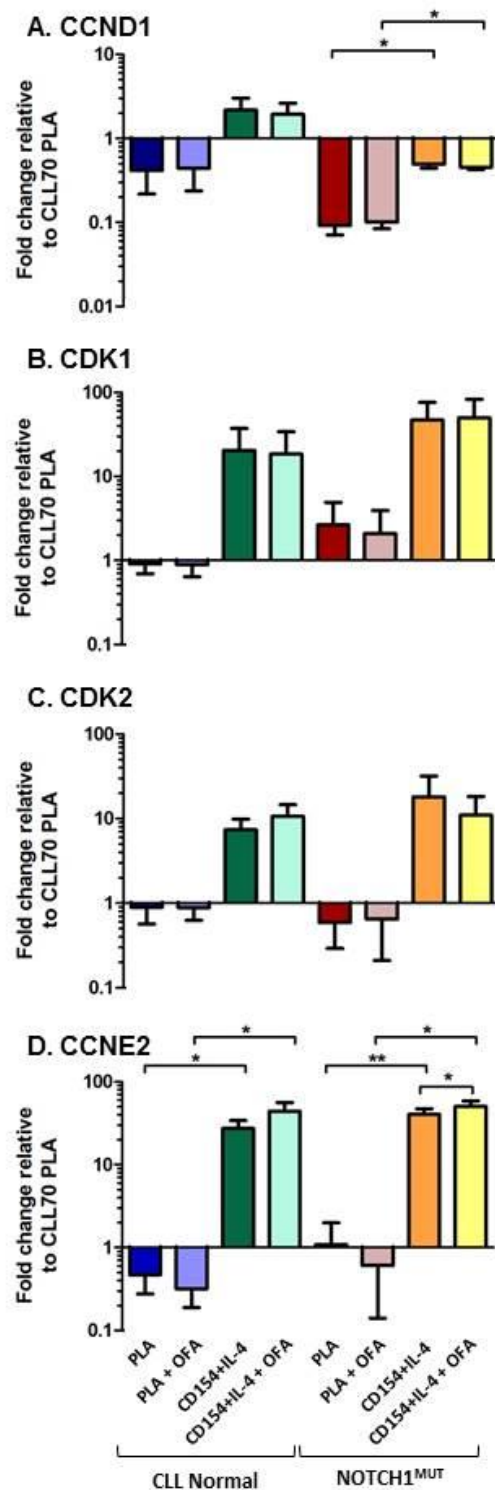 *
*
A. CCND1
Fold change relative
to CLL70 PLA
10
1
0.1
0.01
B. CDK1
Fold change relative
to CLL70 PLA
100
10
1
0.1
C. CDK2
Fold change relative
to CLL70 PLA
100
10
1
0.1
*
*
D. CCNE2
*
**
*
Fold change relative
to CLL70 PLA
100
10
1
0.1
PLA
PLA + OFA
CD154+IL-4
CD154+IL-4 + OFA
PLA
PLA + OFA
CD154+IL-4
CD154+IL-4 + OFA
CLL Normal
NOTCH1ᴹᵁᵀ